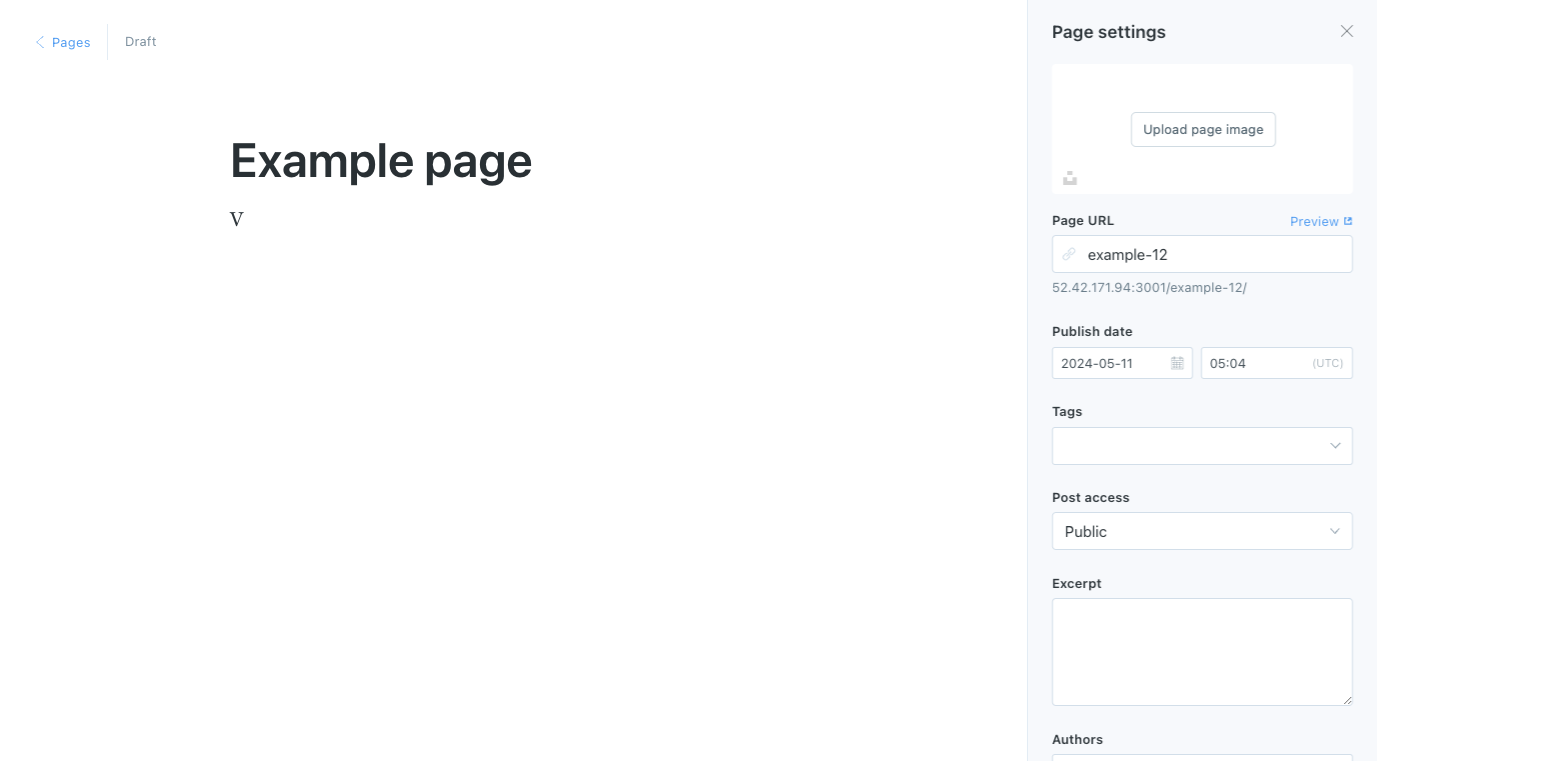 Pages
Draft
Example page
V
Page settings
Upload page image
Page URL
Preview
example-12
52.42.171.94:3001/example-12/
Publish date
2024-05-11
05:04
(UTC)
Tags
Post access
Public
Excerpt
Authors